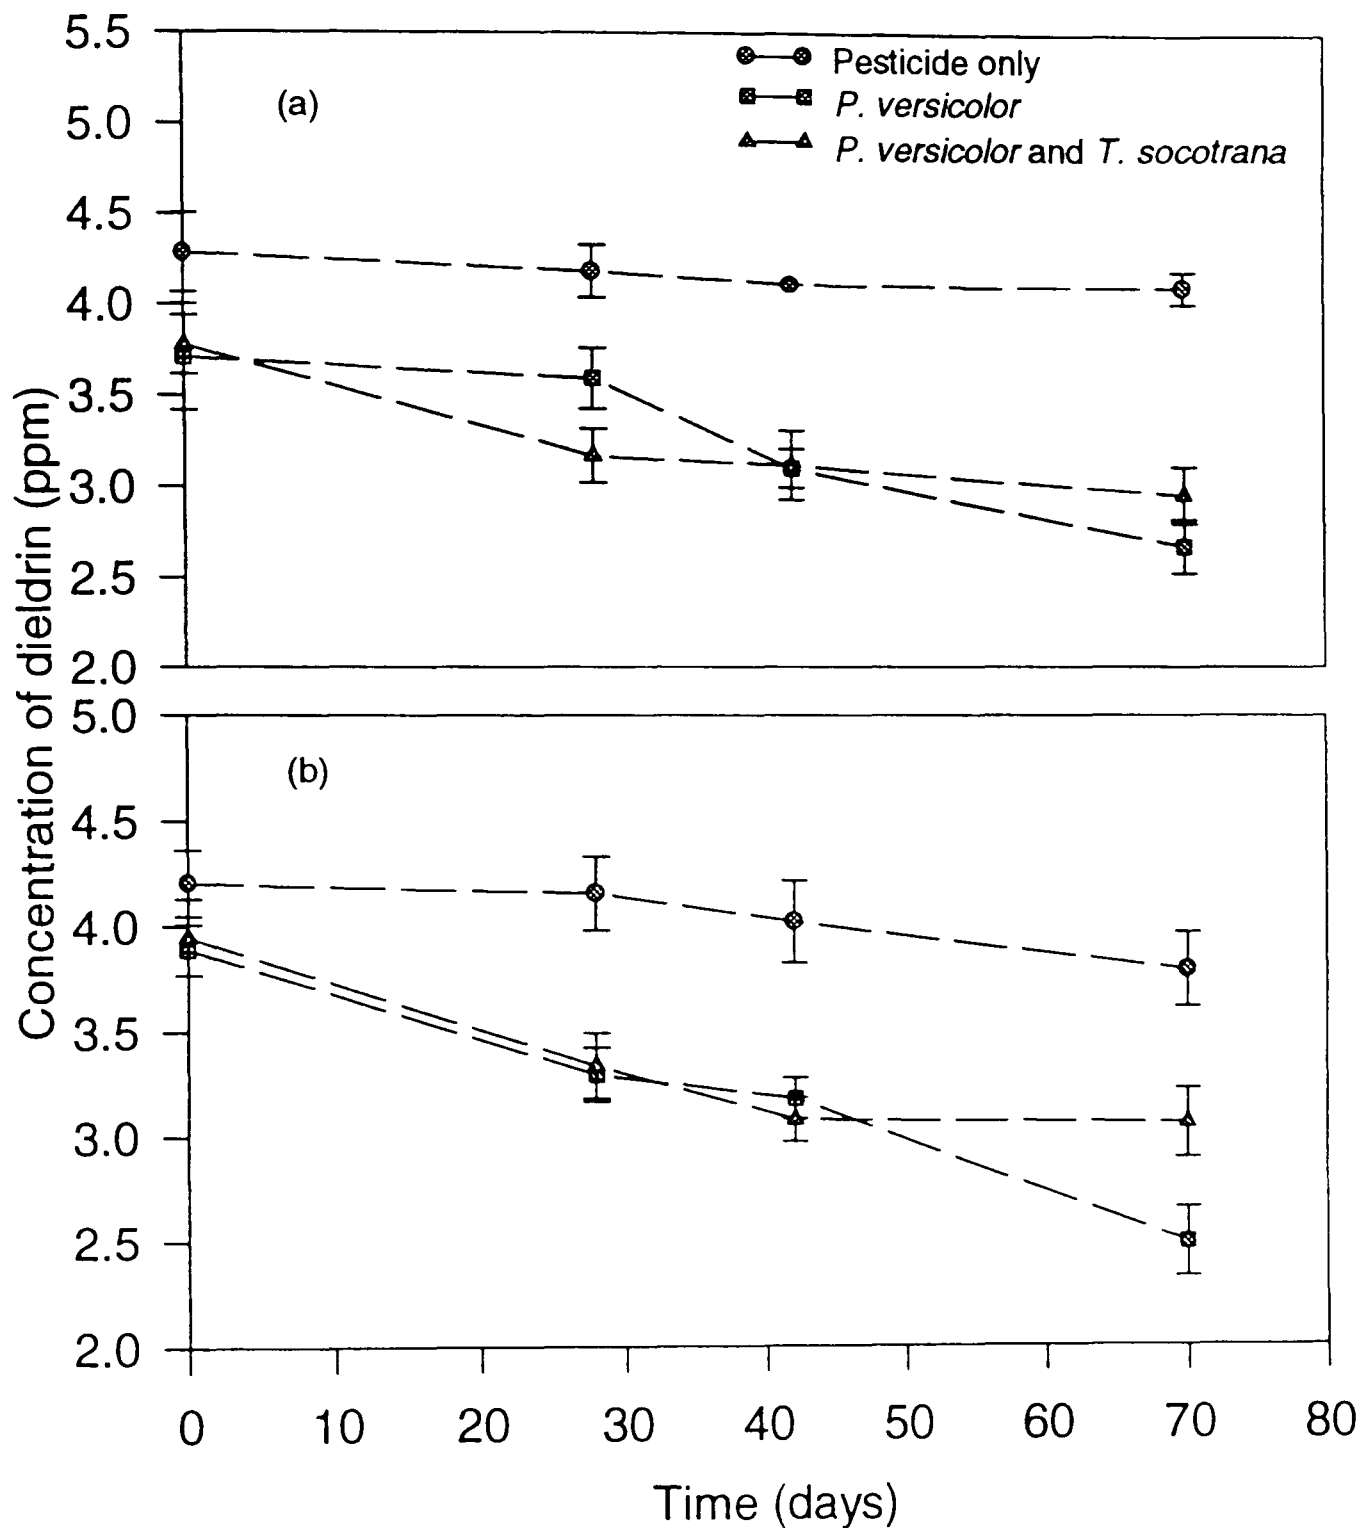 5.5
(a)
Pesticide only
P. versicolor
P. versicolor and T. socotrana
5.0
4.5
4.0
3.5
3.0
2.5
2.0
Concentration of dieldrin (ppm)
5.0
(b)
4.5
4.0
3.5
3.0
2.5
2.0
0 10 20 30 40 50 60 70 80
Time (days)